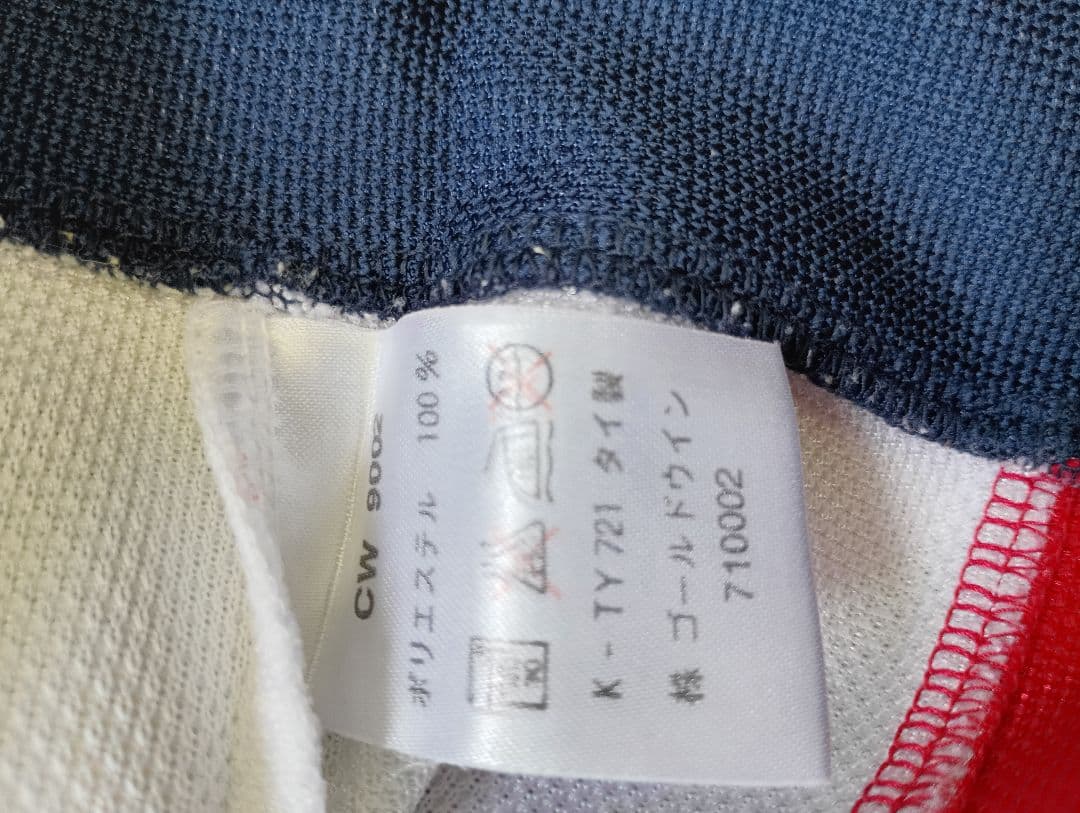 CW 9002
ポリエステル 100%
K-TY721 タイ製
株 ゴールドウイン
710002